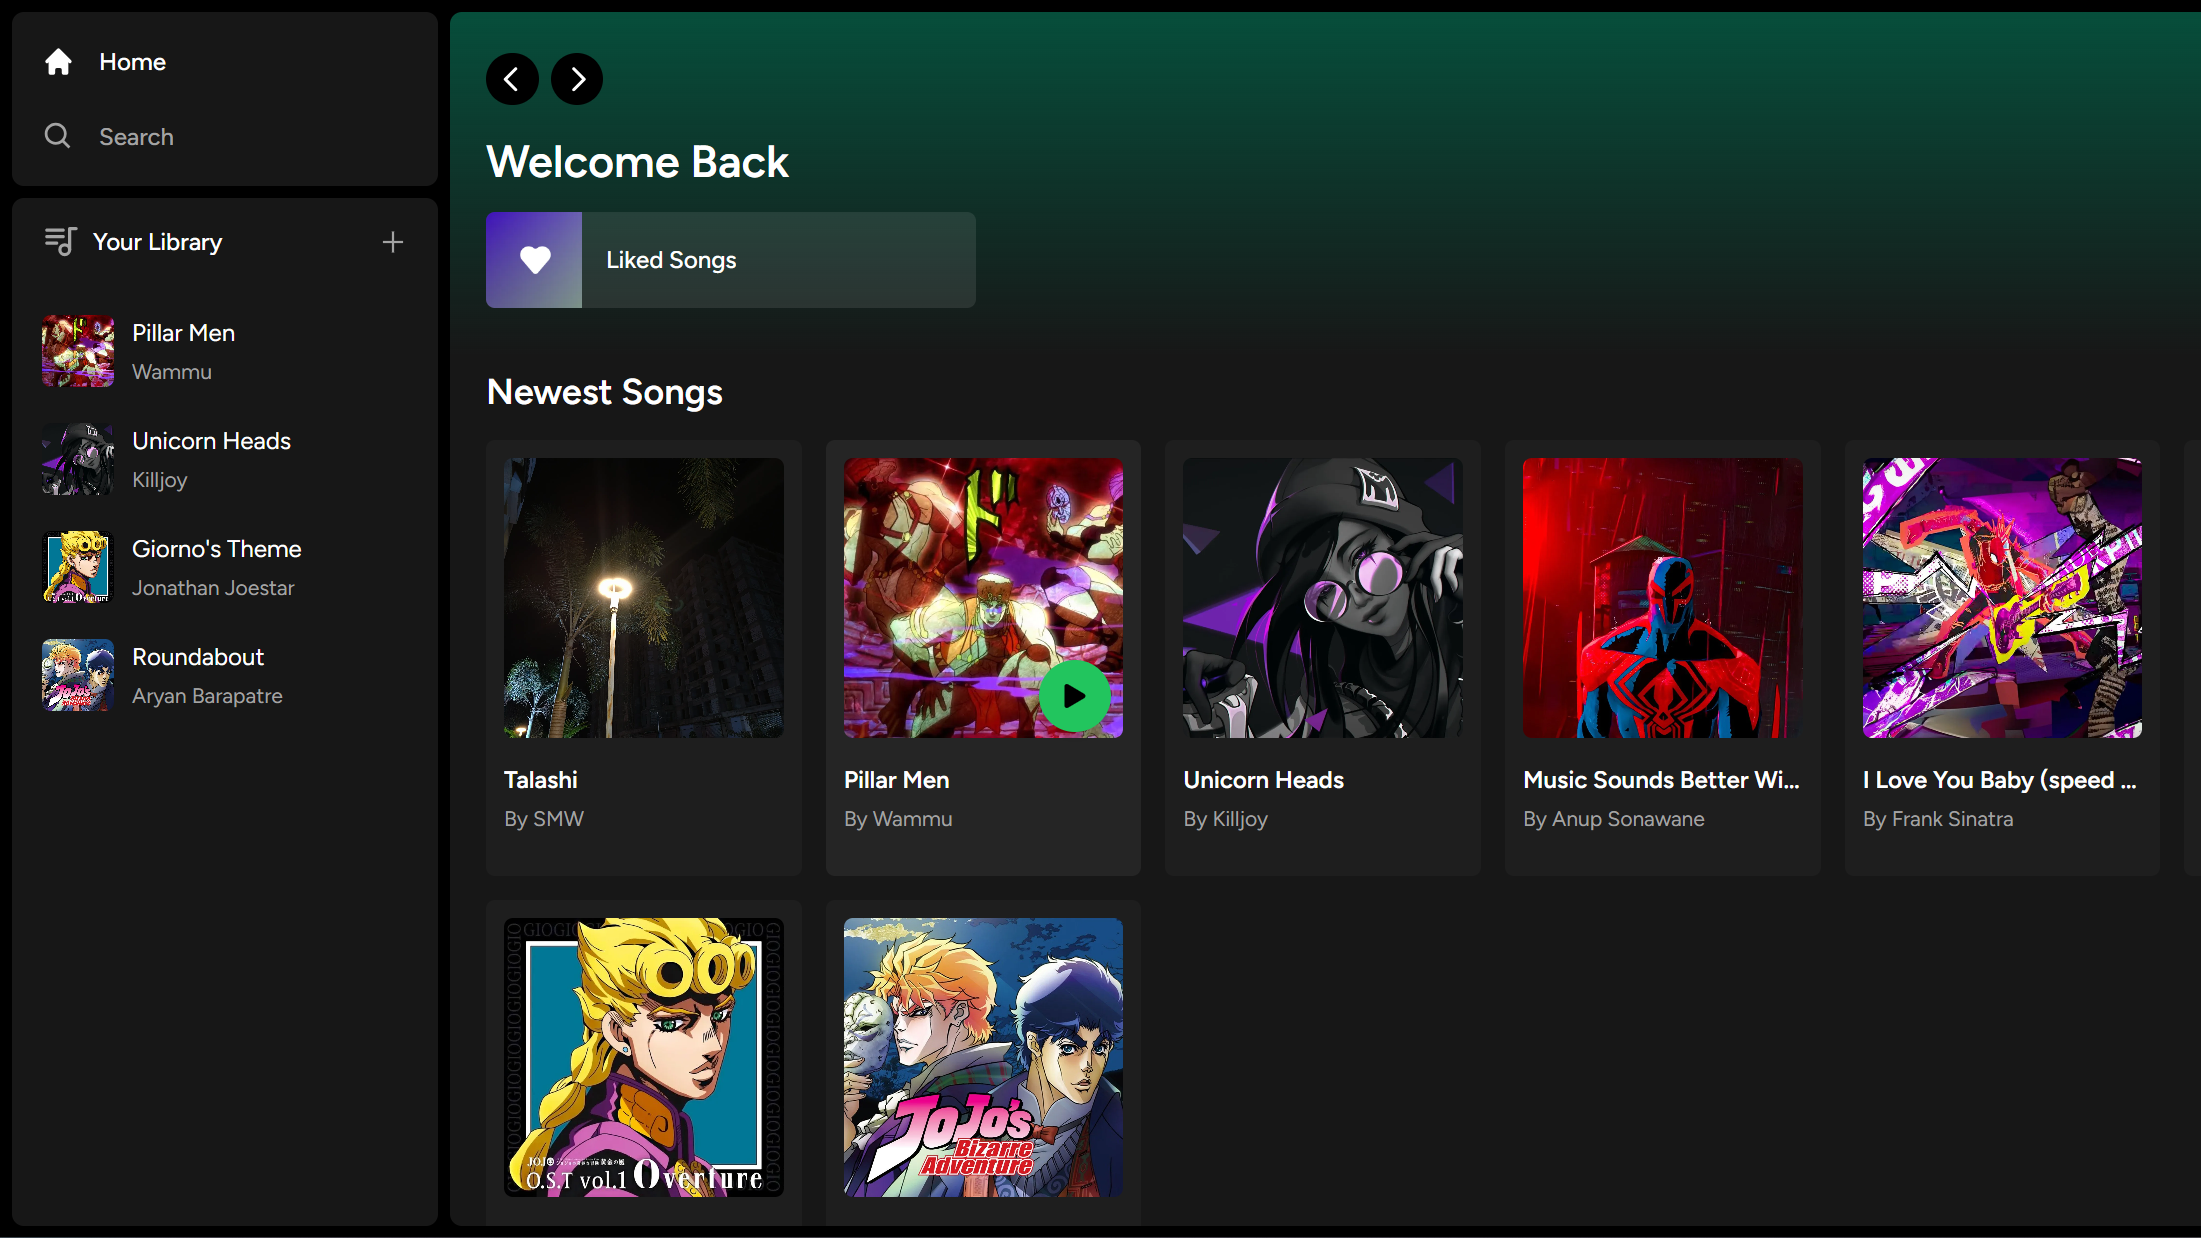 Home
Search
Your Library
Pillar Men
Wammu
Unicorn Heads
Killjoy
Giorno's Theme
Jonathan Joestar
Roundabout
Aryan Barapatre
Welcome Back
Liked Songs
Newest Songs
ド
Talashi
By SMW
Pillar Men
By Wammu
Unicorn Heads
By Killjoy
Music Sounds Better Wi...
By Anup Sonawane
I Love You Baby (speed ...
By Frank Sinatra
JOJO
O.S.T vol.1 Overture
JoJo's
Bizarre
Adventure